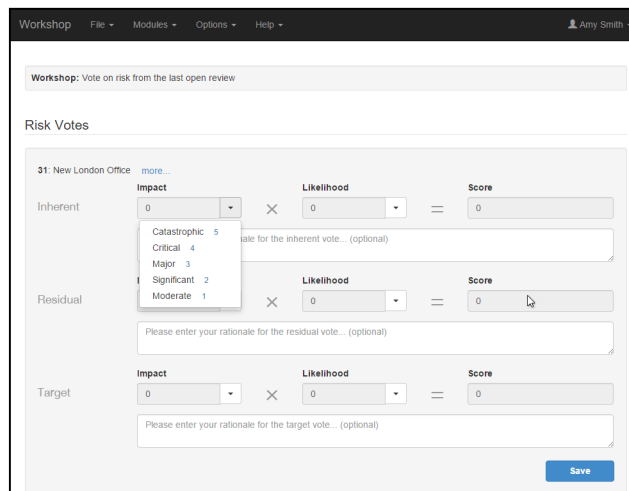 Workshop File Modules Options Help Amy Smith
Workshop: Vote on risk from the last open review
Risk Votes
31: New London Office more...
Impact Likelihood Score
Inherent 0 0 0
Catastrophic 5
Critical 4
Major 3
Significant 2
Moderate 1
for the inherent vote... (optional)
Likelihood Score
Residual 0 0
Please enter your rationale for the residual vote... (optional)
Impact Likelihood Score
Target 0 0 0
Please enter your rationale for the target vote... (optional)
Save